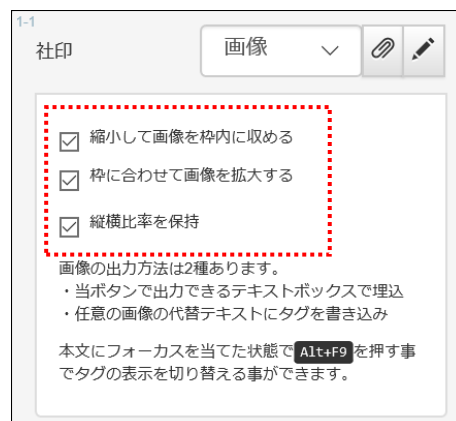 1-1
社印
画像
縮小して画像を枠内に収める
枠に合わせて画像を拡大する
縦横比率を保持
画像の出力方法は2種あります。
・当ボタンで出力できるテキストボックスで埋込
・任意の画像の代替テキストにタグを書き込み
本文にフォーカスを当てた状態で Alt+F9 を押す事
でタグの表示を切り替える事ができます。